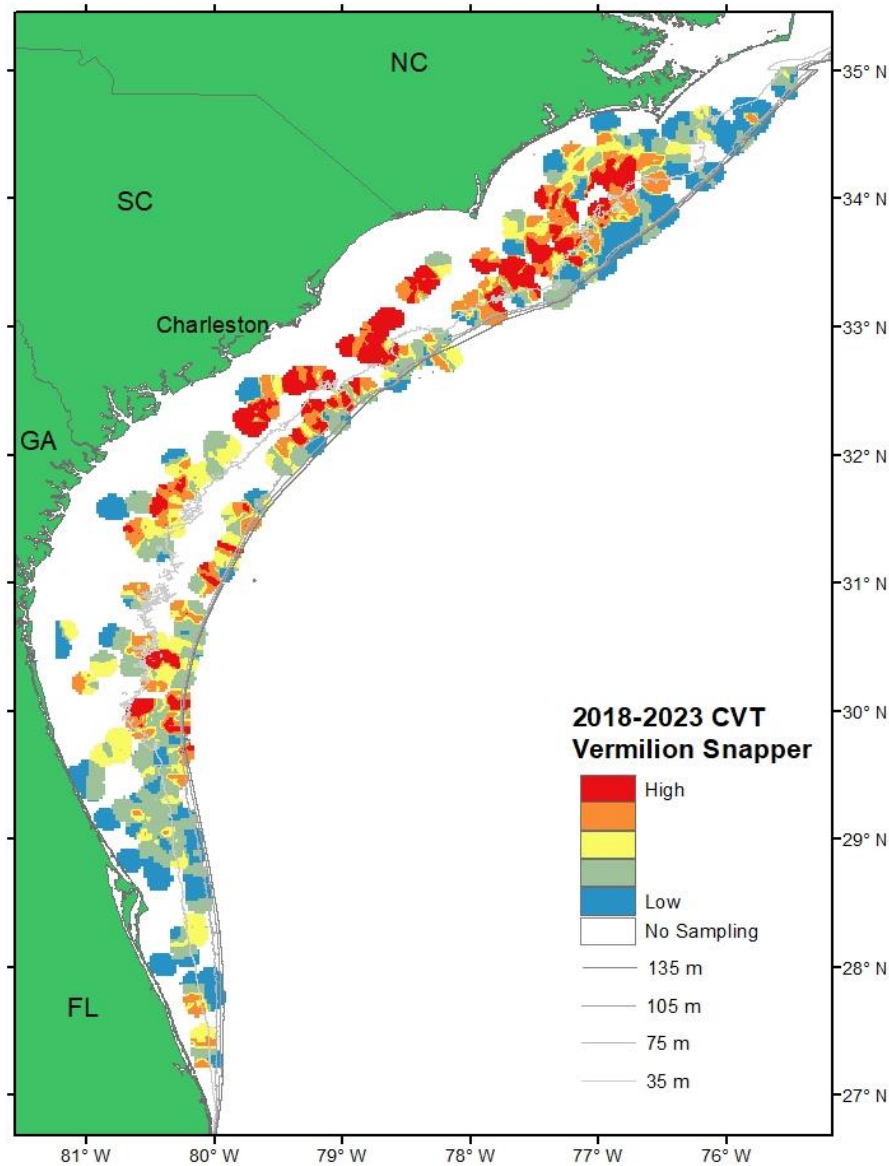 NC
35° N
SC
34° N
Charleston
33° N
GA
32° N
31° N
30° N
2018-2023 CVT
Vermilion Snapper
High
Low
No Sampling
135 m
105 m
75 m
35 m
29° N
28° N
FL
27° N
81° W 80° W 79° W 78° W 77° W 76° W